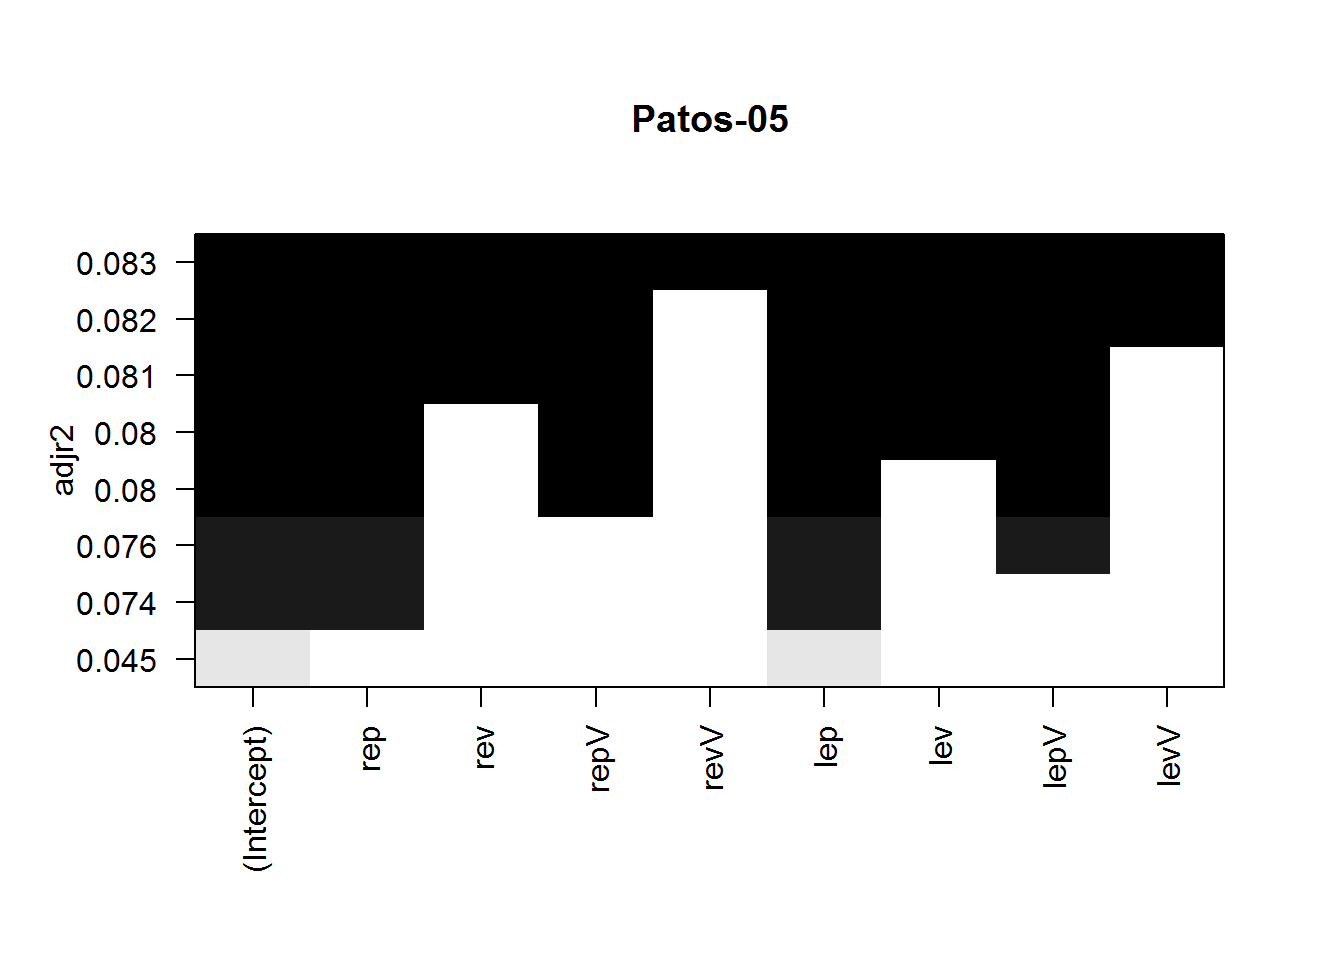 Patos-05
adjr2
0.083
0.082
0.081
0.08
0.08
0.076
0.074
0.045
(Intercept)
rep
rev
repV
revV
lep
lev
lepV
levV